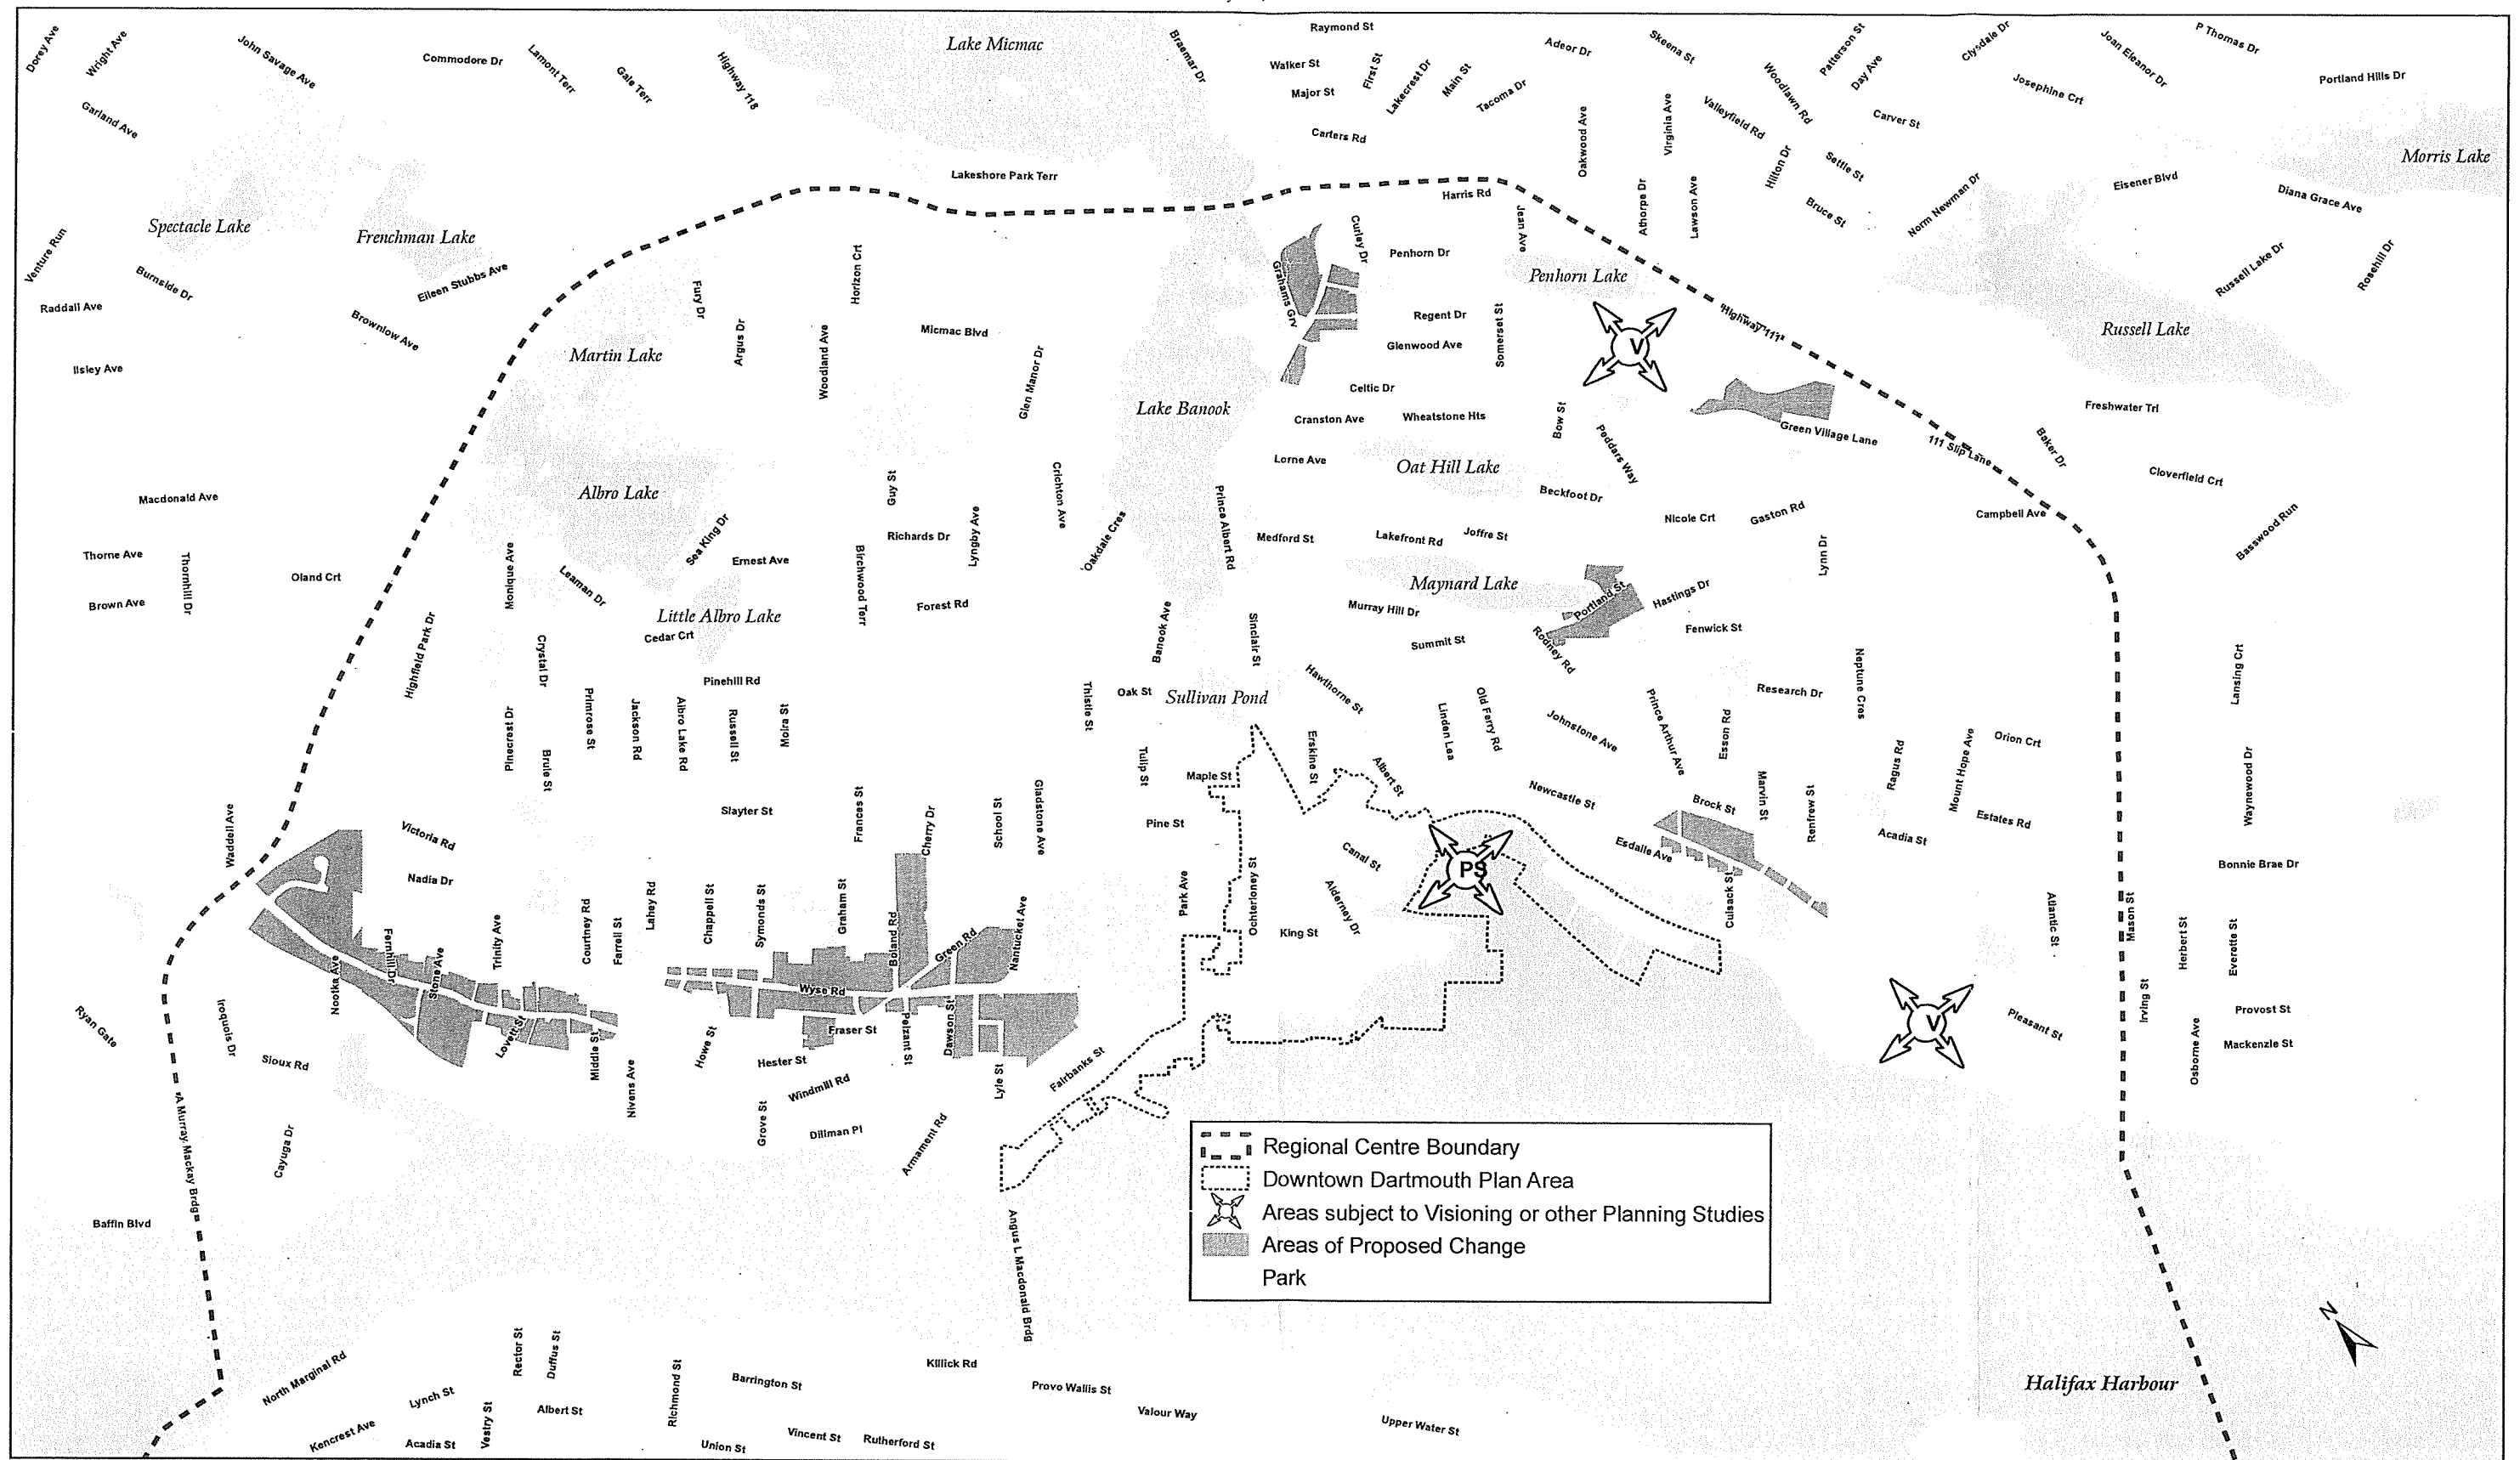 Dorey Ave
Wright Ave
John Savage Ave
Commodore Dr
Lamont Terr
Gale Terr
Highway 118
Lake Micmac
Braemar Dr
Raymond St
Walker St
First St
Major St
Lakecrest Dr
Main St
Tacoma Dr
Adeor Dr
Skeena St
Carters Rd
Oakwood Ave
Virginia Ave
Valleyfield Rd
Woodlawn Rd
Patterson St
Day Ave
Carver St
Clysdale Dr
Josephine Crt
Joan Eleanor Dr
P Thomas Dr
Portland Hills Dr
Morris Lake
Garland Ave
Lakeshore Park Terr
Harris Rd
Jean Ave
Athorpe Dr
Lawson Ave
Hilton Dr
Settle St
Bruce St
Norm Newman Dr
Eisener Blvd
Diana Grace Ave
Spectacle Lake
Frenchman Lake
Venture Run
Burnside Dr
Eileen Stubbs Ave
Raddall Ave
Brownlow Ave
Ilsley Ave
Martin Lake
Fury Dr
Argus Dr
Woodland Ave
Horizon Crt
Micmac Blvd
Glen Manor Dr
Grahams Grv
Curley Dr
Penhorn Dr
Regent Dr
Glenwood Ave
Somerset St
Penhorn Lake
V
Highway 111
Russell Lake Dr
Rosehill Dr
Russell Lake
Celtic Dr
Cranston Ave
Wheatstone Hts
Bow St
Peddars Way
Green Village Lane
111 Slip Lane
Freshwater Trl
Baker Dr
Cloverfield Crt
Lake Banook
Lorne Ave
Oat Hill Lake
Beckfoot Dr
Nicole Crt
Gaston Rd
Campbell Ave
Basswood Run
Macdonald Ave
Albro Lake
Guy St
Crichton Ave
Oakdale Cres
Prince Albert Rd
Medford St
Lakefront Rd
Joffre St
Lynn Dr
Thorne Ave
Thornhill Dr
Brown Ave
Oland Crt
Monique Ave
Leaman Dr
Sea King Dr
Ernest Ave
Birchwood Terr
Richards Dr
Lyngby Ave
Forest Rd
Little Albro Lake
Cedar Crt
Highfield Park Dr
Crystal Dr
Maynard Lake
Murray Hill Dr
Summit St
Portland St
Rodney Rd
Hastings Dr
Fenwick St
Banook Ave
Sinclair St
Pinehill Rd
Pinecrest Dr
Brule St
Primrose St
Jackson Rd
Albro Lake Rd
Russell St
Moira St
Thistle St
Oak St
Sullivan Pond
Hawthorne St
Linden Lea
Old Ferry Rd
Johnstone Ave
Prince Arthur Ave
Esson Rd
Research Dr
Neptune Cres
Ragus Rd
Mount Hope Ave
Orion Crt
Lansing Crt
Waynewood Dr
Tulip St
Maple St
Erskine St
Albert St
Newcastle St
Brock St
Marvin St
Renfrew St
Acadia St
Estates Rd
Waddell Ave
Victoria Rd
Nadia Dr
Slayter St
Frances St
Cherry Dr
School St
Gladstone Ave
Pine St
Canal St
PS
Esdaile Ave
Cuisack St
Bonnie Brae Dr
Park Ave
Ochterloney St
Alderney Dr
King St
Atlantic St
Mason St
Herbert St
Everette St
Fernhill Dr
Stone Ave
Nootka Ave
Trinity Ave
Courtney Rd
Farrell St
Lahey Rd
Chappell St
Symonds St
Graham St
Boland Rd
Green Rd
Nantucket Ave
Wyse Rd
Fraser St
Pelzant St
Dawson St
Lyle St
Fairbanks St
V
Pleasant St
Irving St
Osborne Ave
Provost St
Mackenzie St
Ryan Gate
Iroquois Dr
Sioux Rd
Lovett St
Middle St
Nivens Ave
Howe St
Hester St
Windmill Rd
Grove St
Dillman Pl
Armament Rd
Cayuga Dr
A Murray Mackay Brdg
Baffin Blvd
Angus L Macdonald Brdg
Regional Centre Boundary
Downtown Dartmouth Plan Area
Areas subject to Visioning or other Planning Studies
Areas of Proposed Change
Park
N
Halifax Harbour
North Marginal Rd
Rector St
Duffus St
Richmond St
Barrington St
Killick Rd
Provo Wallis St
Valour Way
Upper Water St
Lynch St
Kencrest Ave
Acadia St
Vestry St
Albert St
Union St
Vincent St
Rutherford St